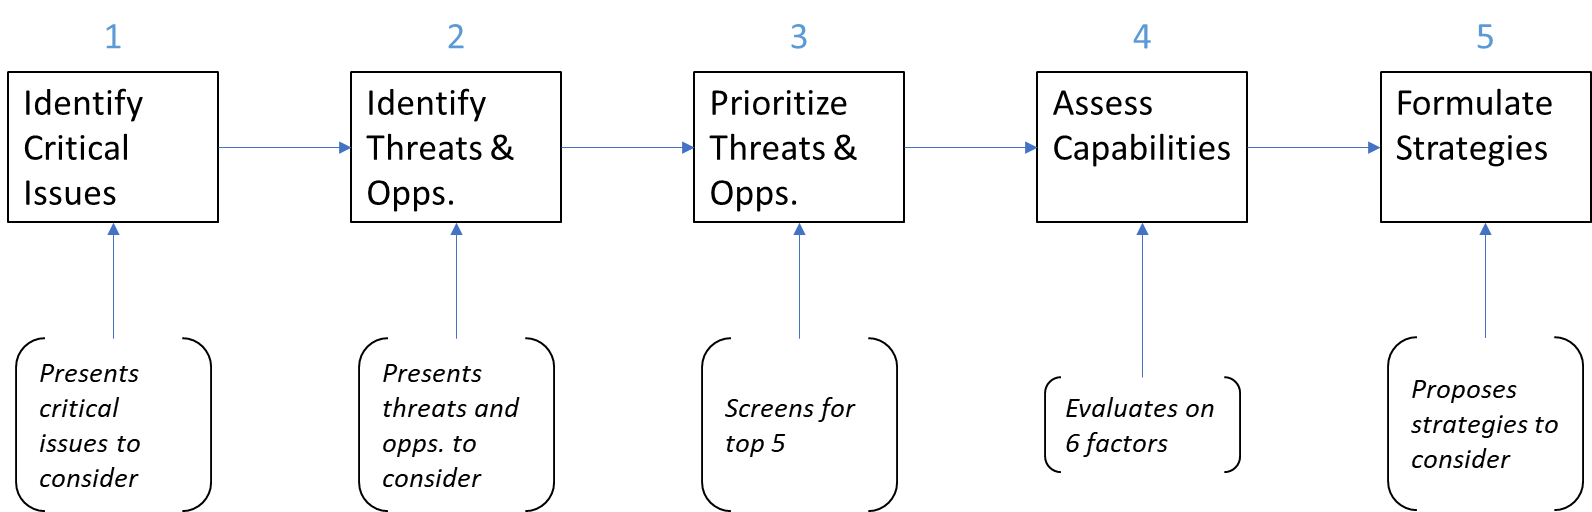 1
2
3
4
5
Identify
Critical
Issues
Identify
Threats &
Opps.
Prioritize
Threats &
Opps.
Assess
Capabilities
Formulate
Strategies
Presents
critical
issues to
consider
Presents
threats and
opps. to
consider
Screens for
top 5
Evaluates on
6 factors
Proposes
strategies to
consider